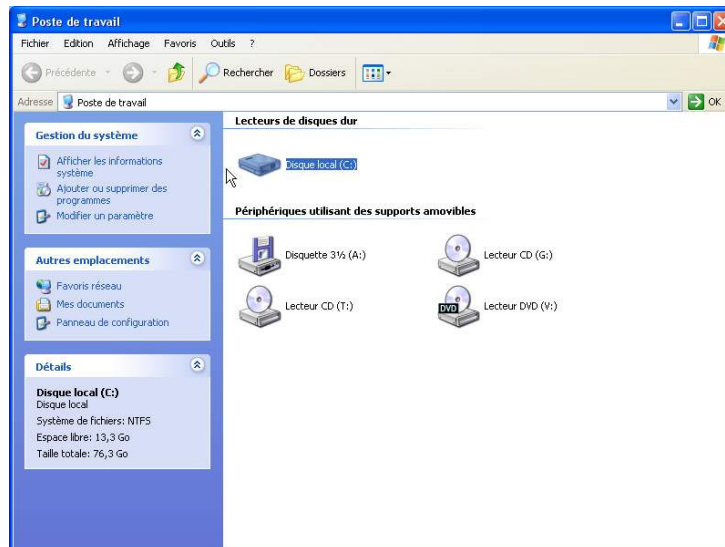 Poste de travail
Fichier Edition Affichage Favoris Outils ?
Précédente Rechercher Dossiers
Adresse Poste de travail OK
Gestion du système
Afficher les informations
système
Ajouter ou supprimer des
programmes
Modifier un paramètre
Autres emplacements
Favoris réseau
Mes documents
Panneau de configuration
Détails
Disque local (C:)
Disque local
Système de fichiers: NTFS
Espace libre: 13,3 Go
Taille totale: 76,3 Go
Lecteurs de disques dur
Disque local (C:)
Périphériques utilisant des supports amovibles
Disquette 3½ (A:) Lecteur CD (G:)
Lecteur CD (T:) DVD Lecteur DVD (V:)